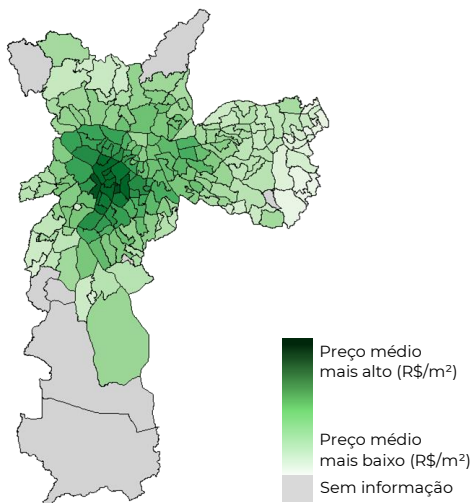 Preço médio
mais alto (R$/m²)
Preço médio
mais baixo (R$/m²)
Sem informação